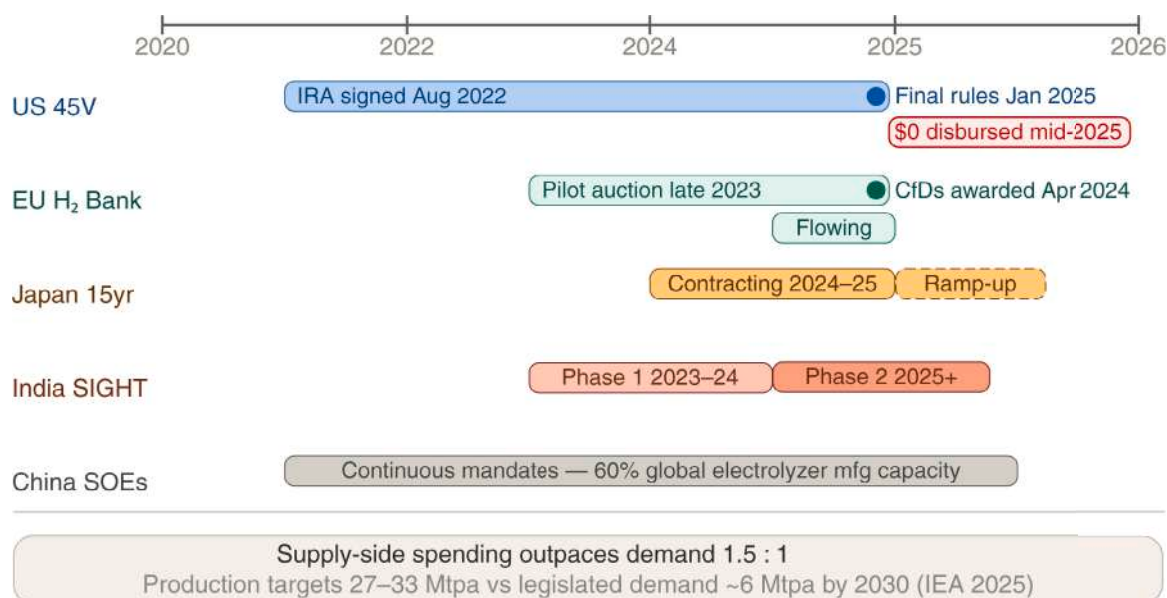 2020 2022 2024 2025 2026
US 45V
IRA signed Aug 2022
Final rules Jan 2025
$0 disbursed mid-2025
EU H₂ Bank
Pilot auction late 2023
CfDs awarded Apr 2024
Flowing
Japan 15yr
Contracting 2024–25
Ramp-up
India SIGHT
Phase 1 2023–24
Phase 2 2025+
China SOEs
Continuous mandates — 60% global electrolyzer mfg capacity
Supply-side spending outpaces demand 1.5 : 1
Production targets 27–33 Mtpa vs legislated demand ~6 Mtpa by 2030 (IEA 2025)